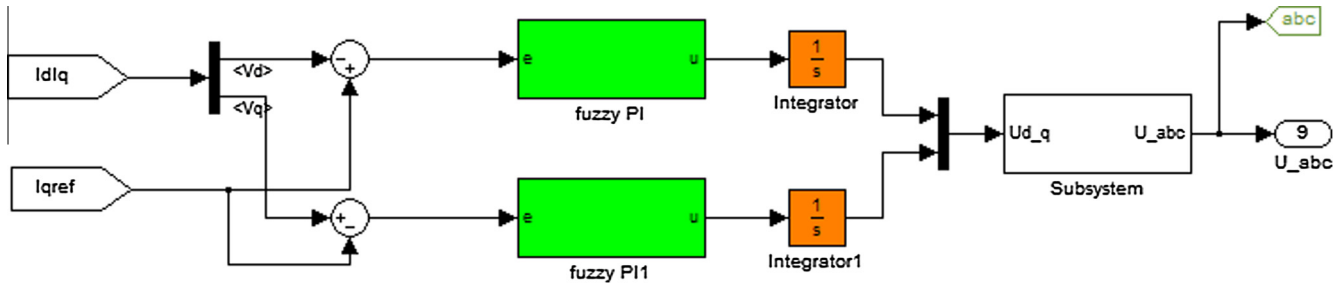 IdIq
<Vd>
<Vq>
Iqref
-
+
+
-
e
u
fuzzy PI
e
u
fuzzy PI1
1
s
Integrator
1
s
Integrator1
Ud_q
U_abc
Subsystem
abc
9
U_abc